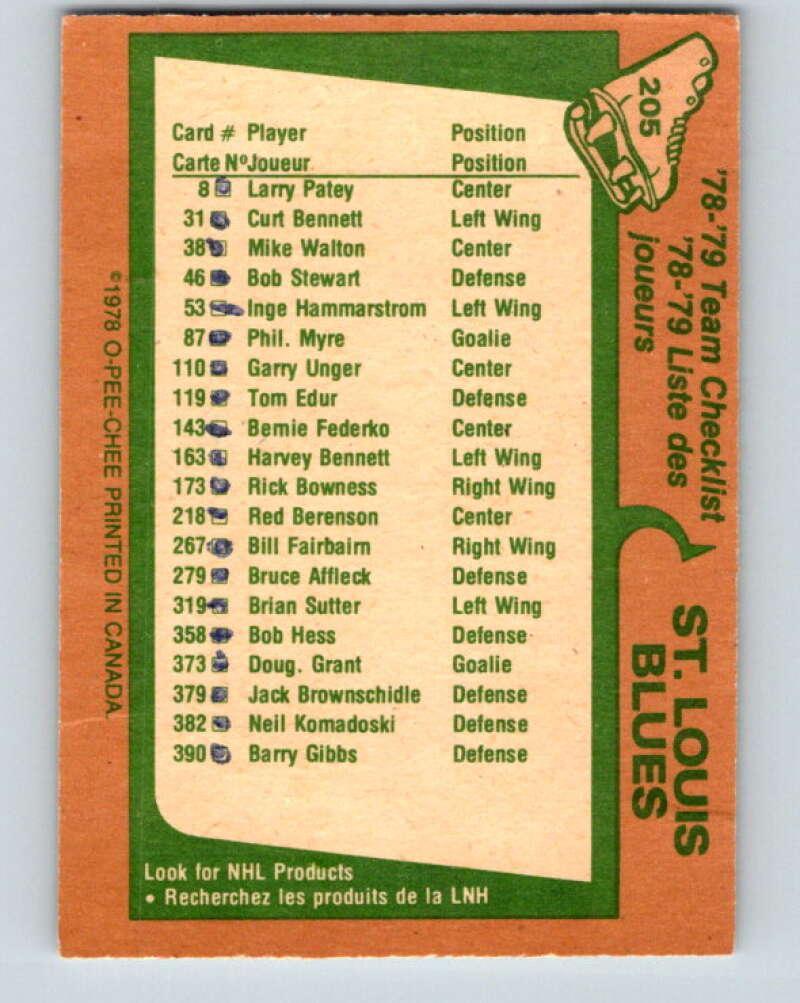 205
'78-'79 Team Checklist
'78-'79 Liste des
joueurs
ST. LOUIS
BLUES
Card # Player Position
Carte Nº Joueur Position
8 Larry Patey Center
31 Curt Bennett Left Wing
38 Mike Walton Center
46 Bob Stewart Defense
53 Inge Hammarstrom Left Wing
87 Phil. Myre Goalie
110 Garry Unger Center
119 Tom Edur Defense
143 Bernie Federko Center
163 Harvey Bennett Left Wing
173 Rick Bowness Right Wing
218 Red Berenson Center
267 Bill Fairbairn Right Wing
279 Bruce Affleck Defense
319 Brian Sutter Left Wing
358 Bob Hess Defense
373 Doug. Grant Goalie
379 Jack Brownschidle Defense
382 Neil Komadoski Defense
390 Barry Gibbs Defense
Look for NHL Products
• Recherchez les produits de la LNH
©1978 O-PEE-CHEE PRINTED IN CANADA.